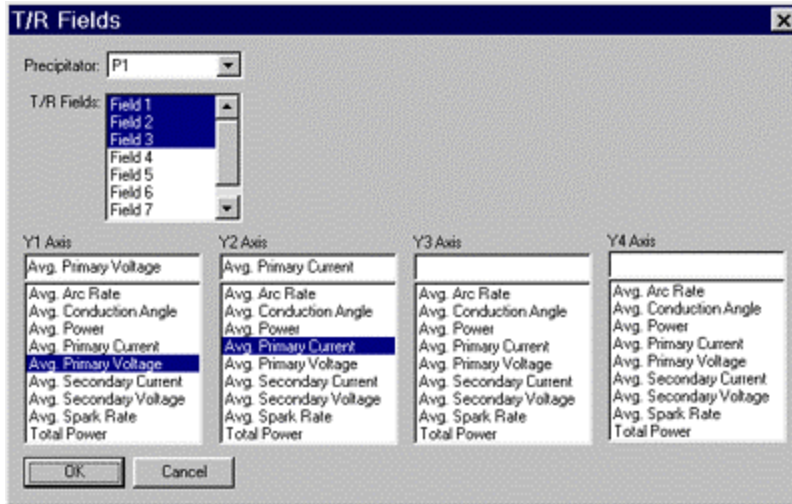 T/R Fields
Precipitator: P1
T/R Fields:
Field 1
Field 2
Field 3
Field 4
Field 5
Field 6
Field 7
Y1 Axis
Avg. Primary Voltage
Avg. Arc Rate
Avg. Conduction Angle
Avg. Power
Avg. Primary Current
Avg. Primary Voltage
Avg. Secondary Current
Avg. Secondary Voltage
Avg. Spark Rate
Total Power
Y2 Axis
Avg. Primary Current
Avg. Arc Rate
Avg. Conduction Angle
Avg. Power
Avg. Primary Current
Avg. Primary Voltage
Avg. Secondary Current
Avg. Secondary Voltage
Avg. Spark Rate
Total Power
Y3 Axis
Avg. Arc Rate
Avg. Conduction Angle
Avg. Power
Avg. Primary Current
Avg. Primary Voltage
Avg. Secondary Current
Avg. Secondary Voltage
Avg. Spark Rate
Total Power
Y4 Axis
Avg. Arc Rate
Avg. Conduction Angle
Avg. Power
Avg. Primary Current
Avg. Primary Voltage
Avg. Secondary Current
Avg. Secondary Voltage
Avg. Spark Rate
Total Power
OK
Cancel